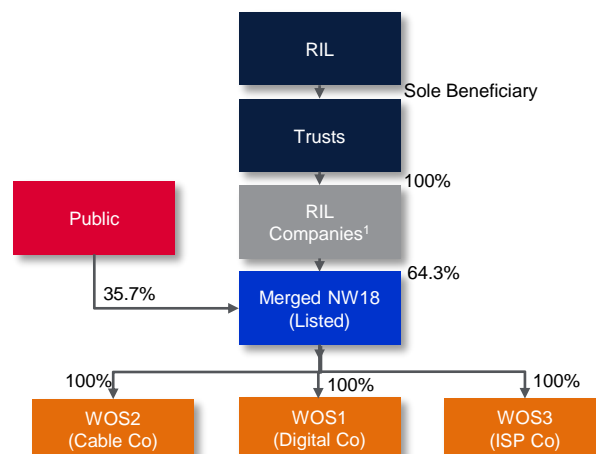 RIL
Sole Beneficiary
Trusts
100%
Public
RIL
Companies¹
64.3%
35.7%
Merged NW18
(Listed)
100%
100%
100%
WOS2
(Cable Co)
WOS1
(Digital Co)
WOS3
(ISP Co)